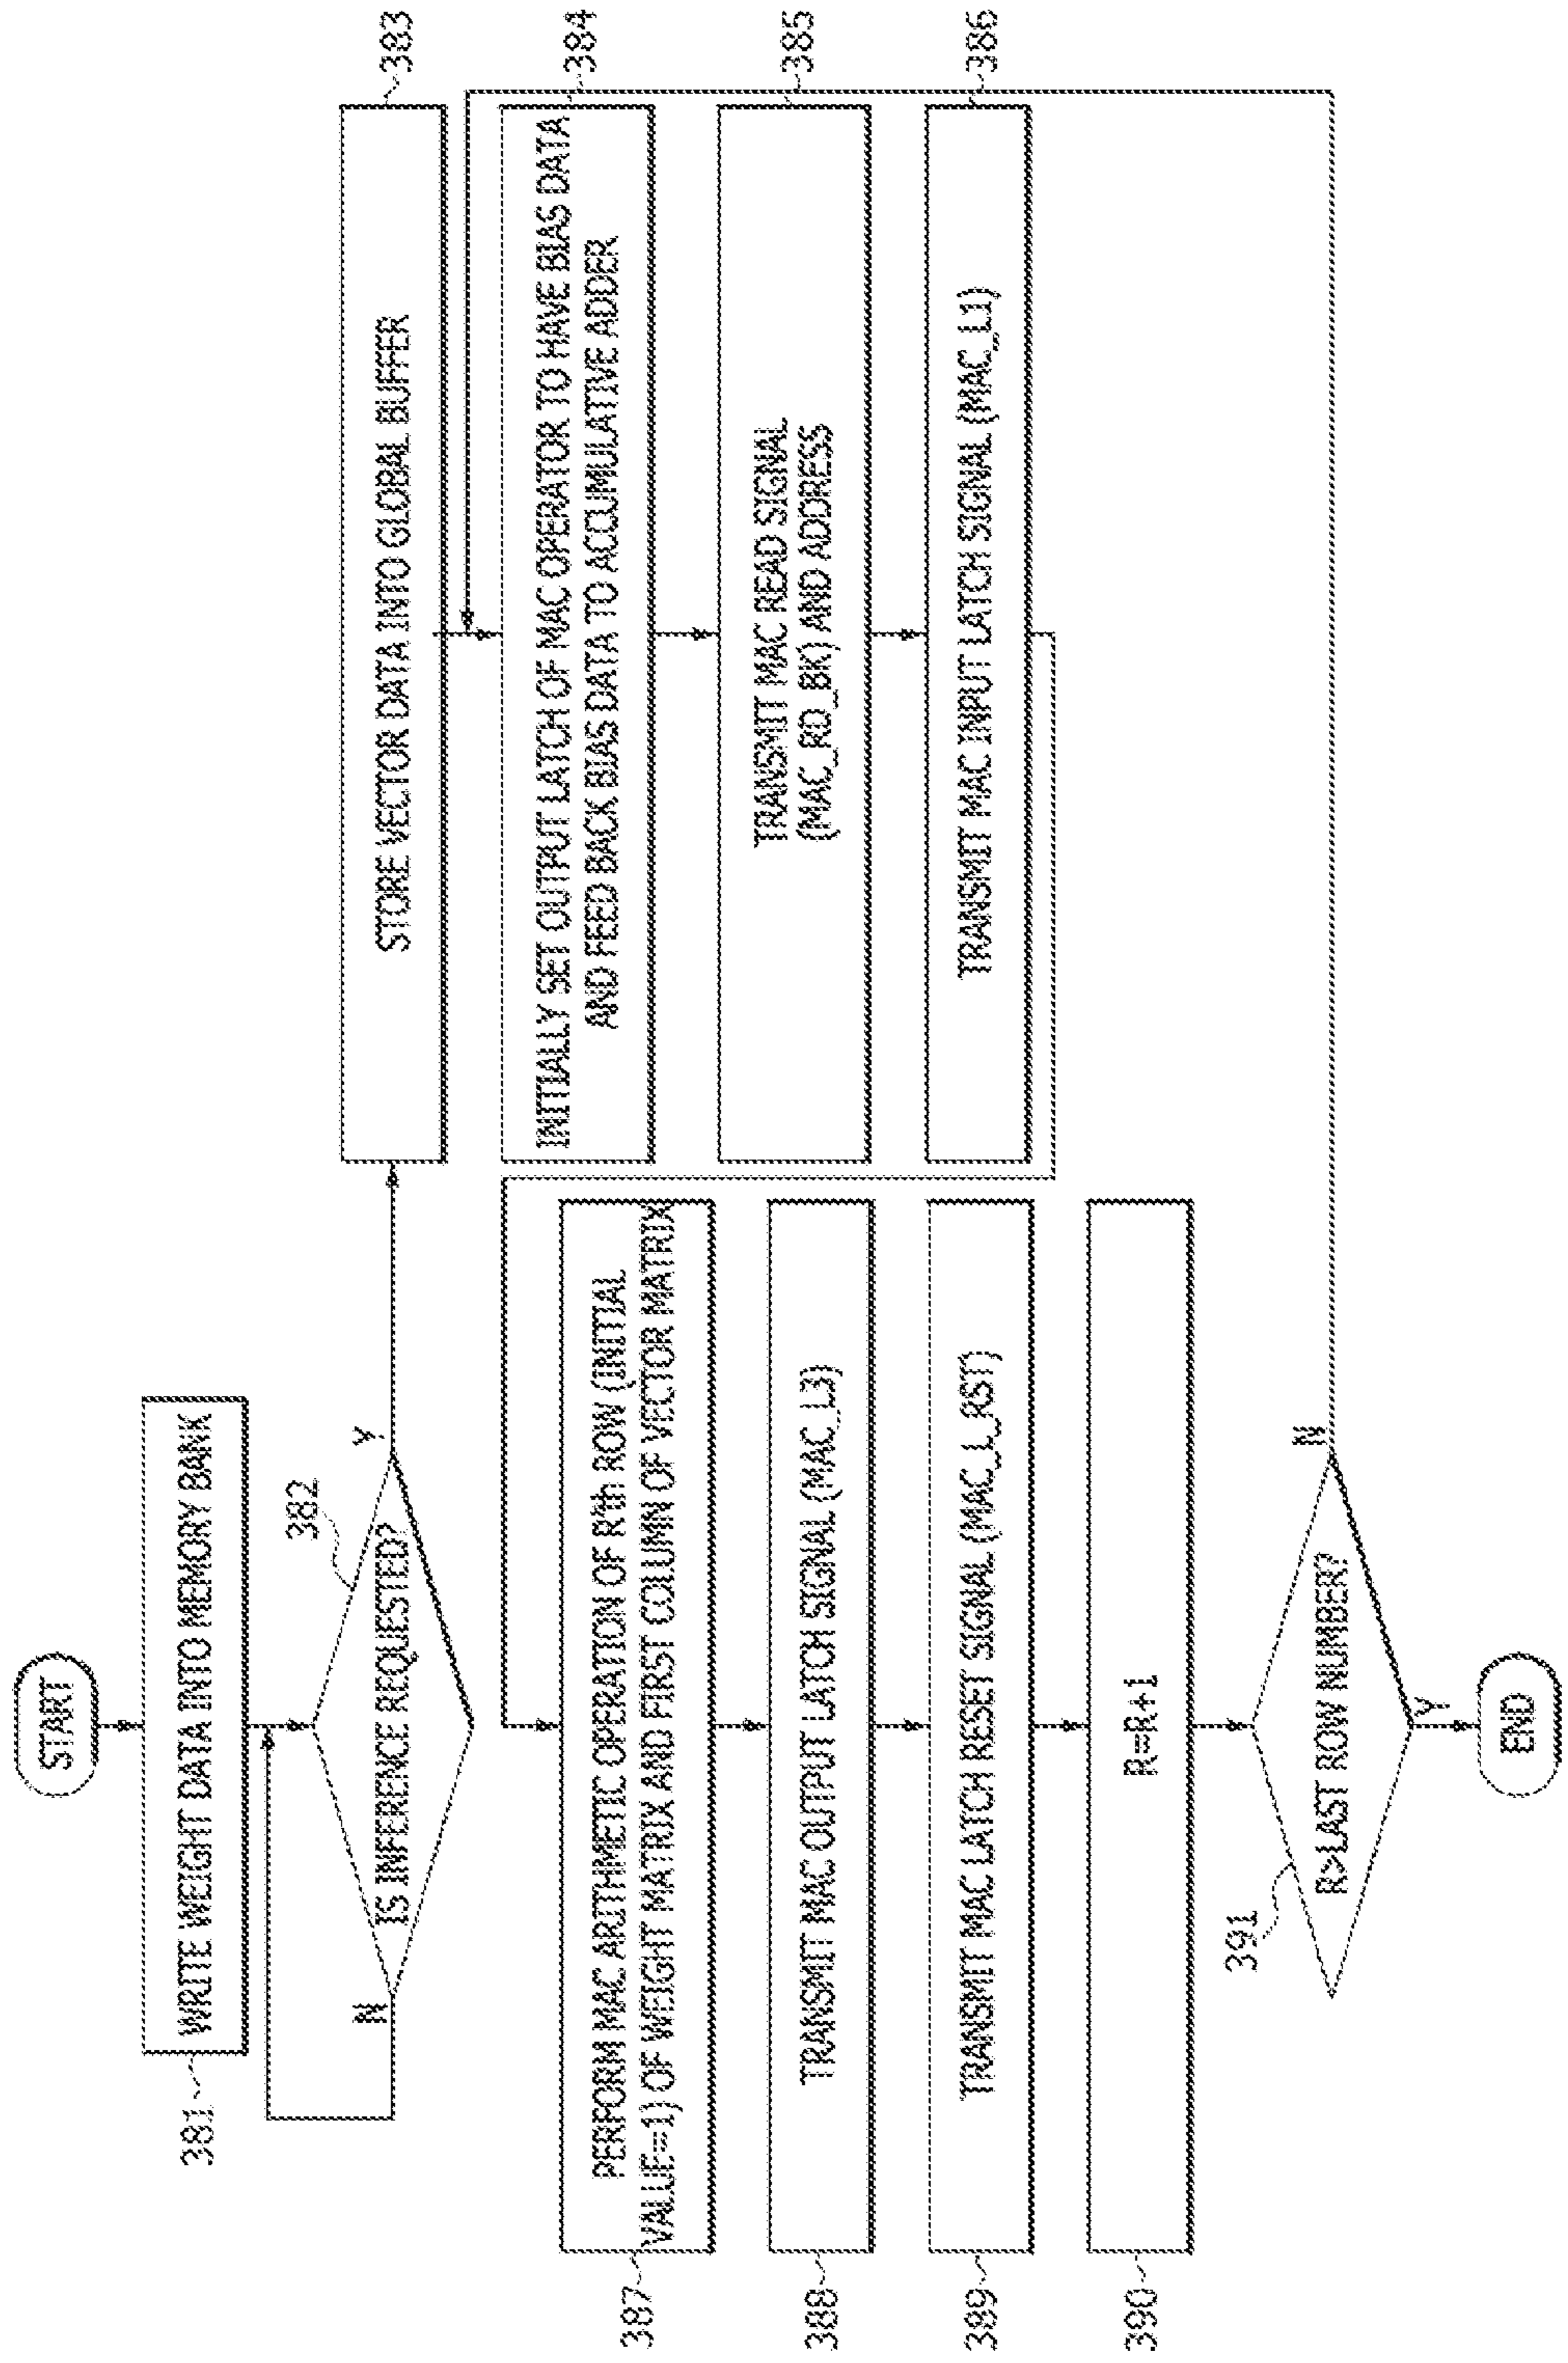 START
381
WRITE WEIGHT DATA INTO MEMORY BANK
382
IS INFERENCE REQUESTED?
N
Y
STORE VECTOR DATA INTO GLOBAL BUFFER
383
INITIALLY SET OUTPUT LATCH OF MAC OPERATOR TO HAVE BIAS DATA
AND FEED BACK BIAS DATA TO ACCUMULATIVE ADDER
384
TRANSMIT MAC READ SIGNAL
(MAC_RD_BK) AND ADDRESS
385
TRANSMIT MAC INPUT LATCH SIGNAL (MAC_L1)
386
387
PERFORM MAC ARITHMETIC OPERATION OF R'th ROW (INITIAL
VALUE=1) OF WEIGHT MATRIX AND FIRST COLUMN OF VECTOR MATRIX
388
TRANSMIT MAC OUTPUT LATCH SIGNAL (MAC_L3)
389
TRANSMIT MAC LATCH RESET SIGNAL (MAC_L_RST)
390
R=R+1
391
R>LAST ROW NUMBER?
N
Y
END